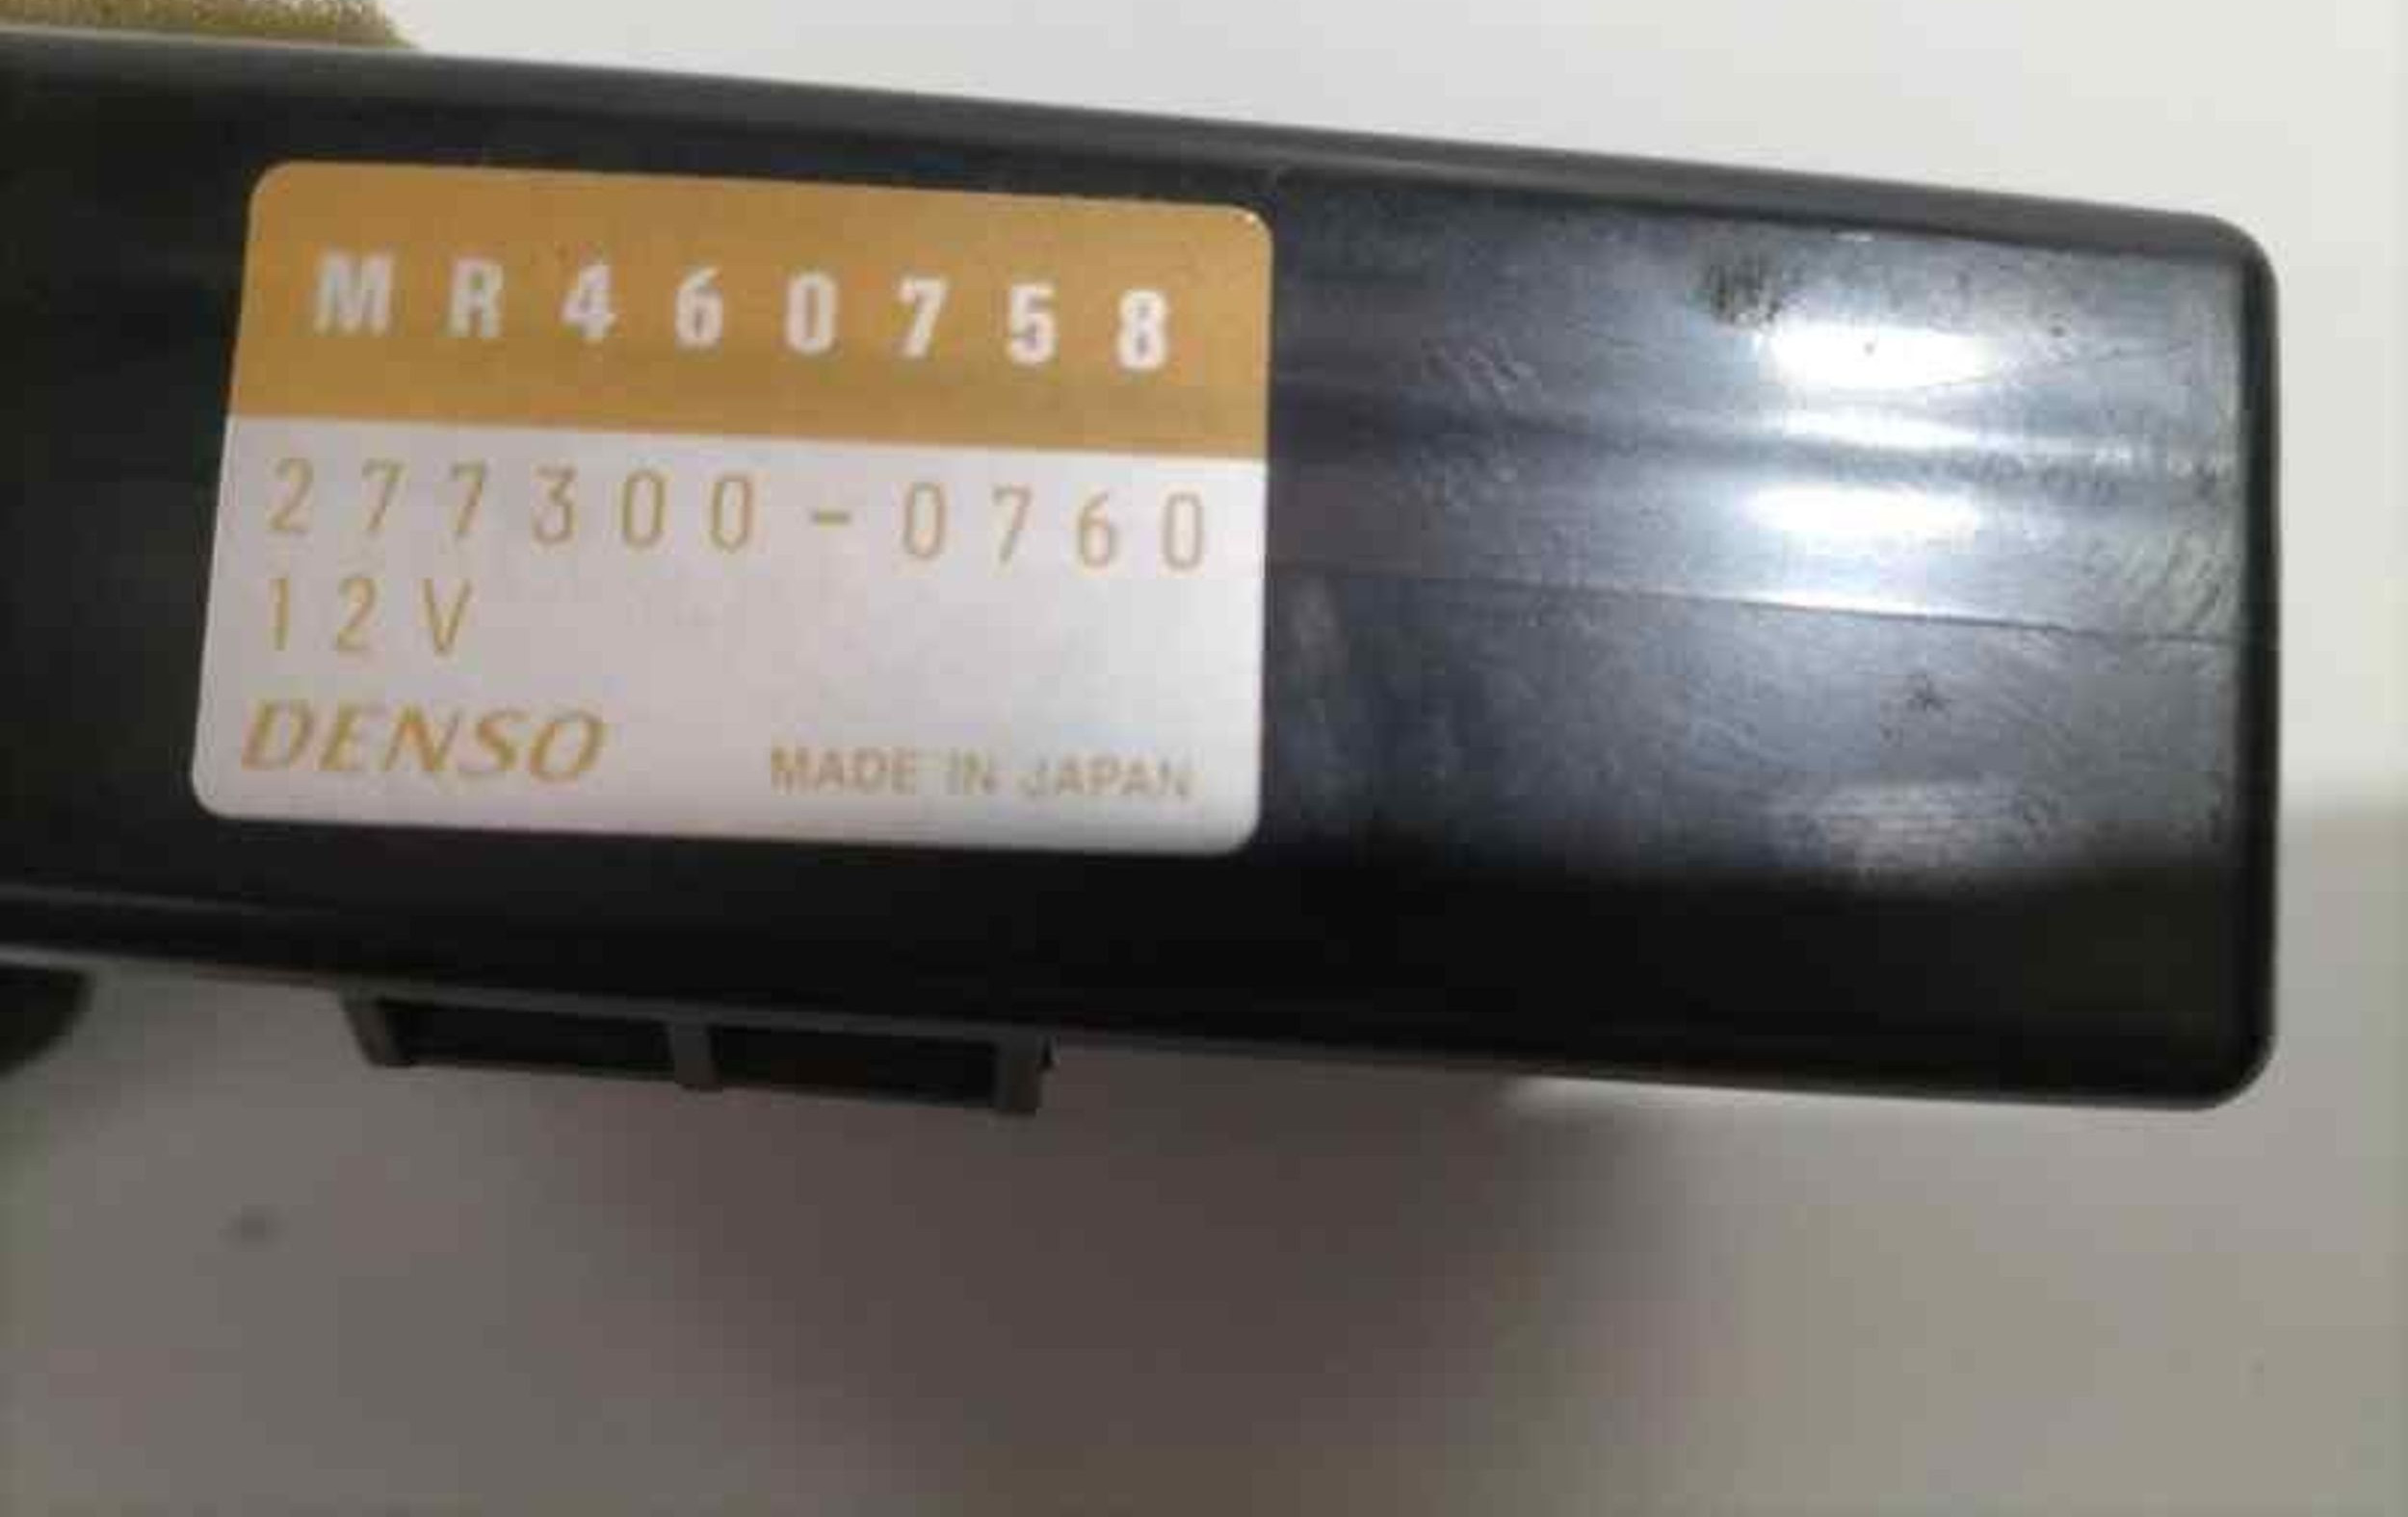 MR460758
277300-0760
12V
DENSO
MADE IN JAPAN